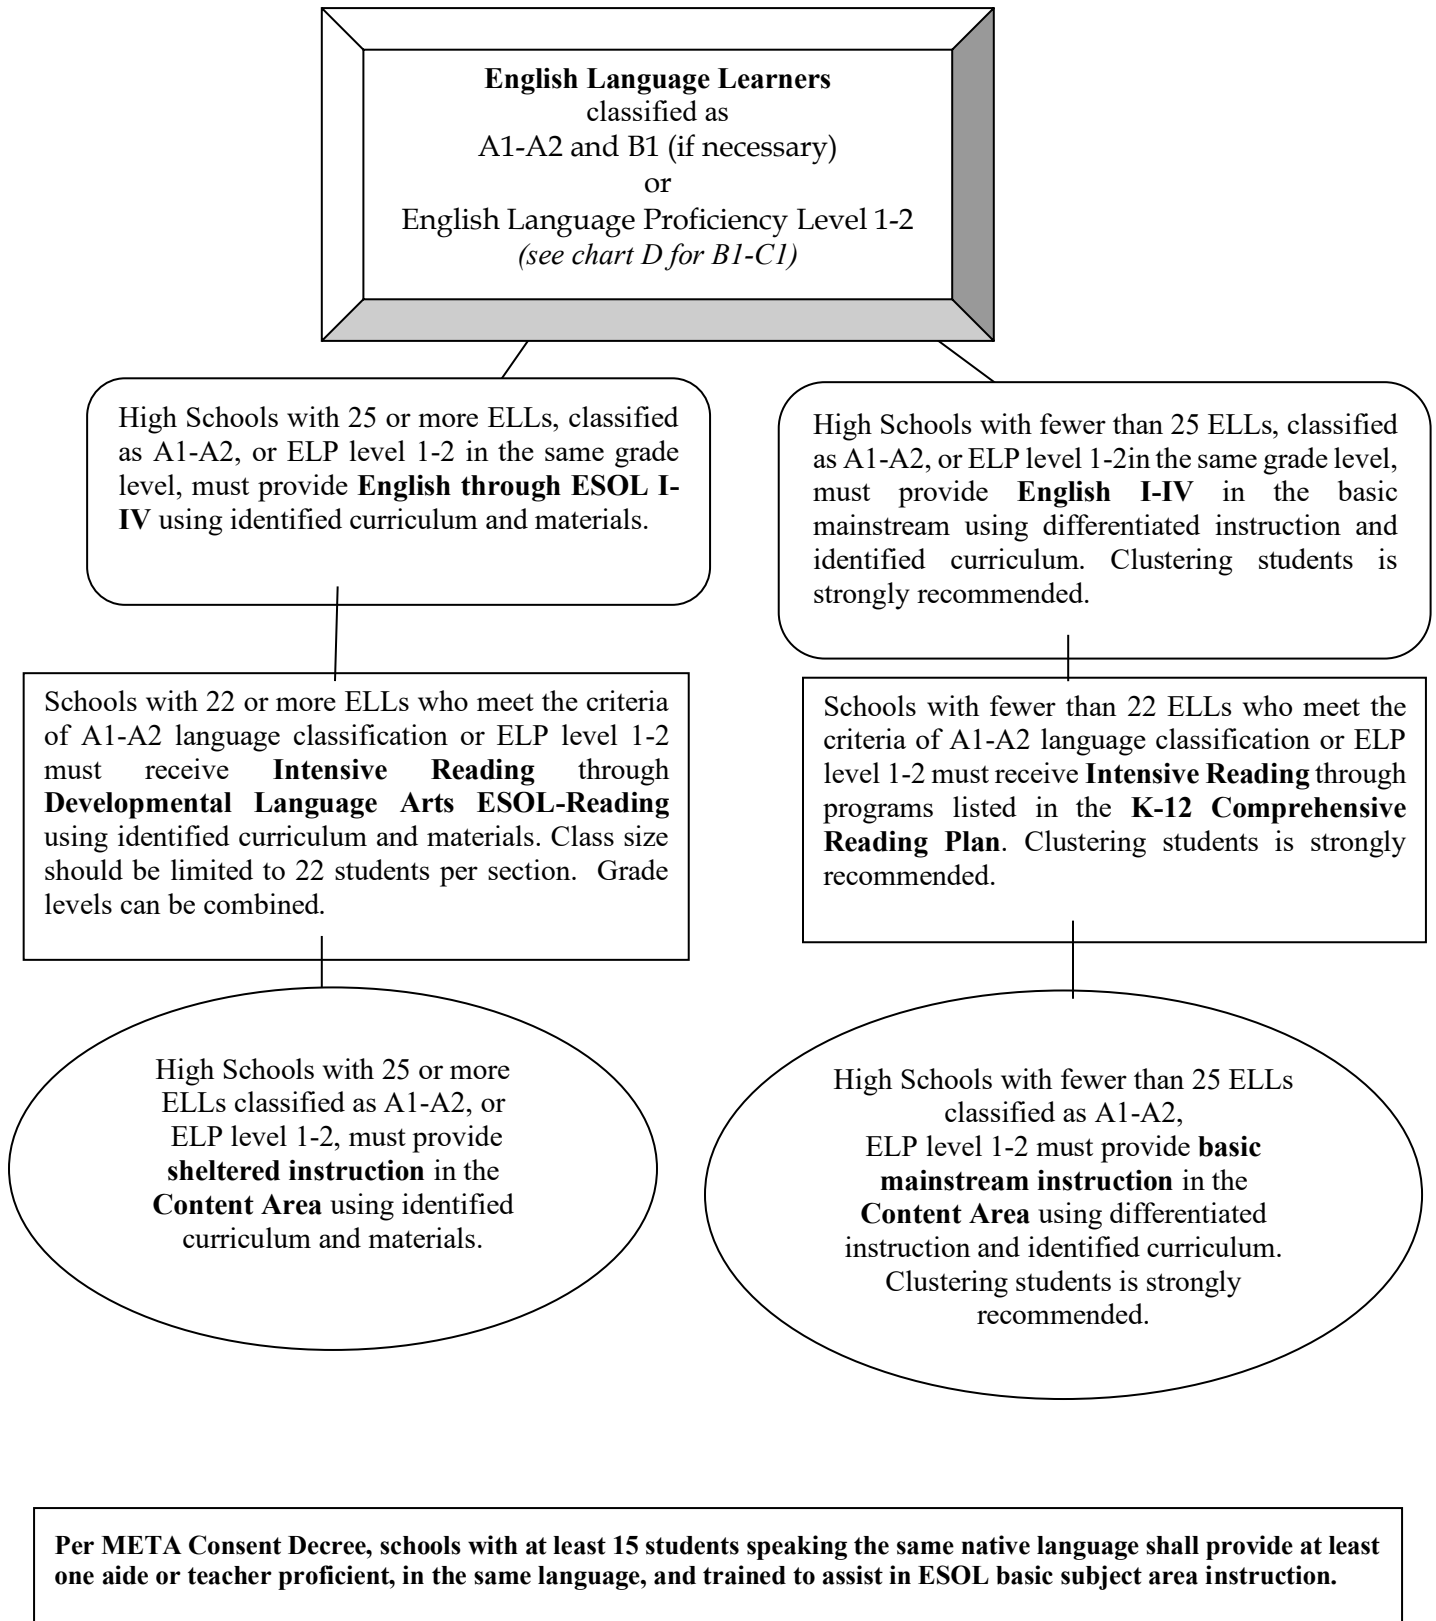 English Language Learners
classified as
A1-A2 and B1 (if necessary)
or
English Language Proficiency Level 1-2
(see chart D for B1-C1)
High Schools with 25 or more ELLs, classified
as A1-A2, or ELP level 1-2 in the same grade
level, must provide English through ESOL I-
IV using identified curriculum and materials.
High Schools with fewer than 25 ELLs, classified
as A1-A2, or ELP level 1-2in the same grade level,
must provide English I-IV in the basic
mainstream using differentiated instruction and
identified curriculum. Clustering students is
strongly recommended.
Schools with 22 or more ELLs who meet the criteria
of A1-A2 language classification or ELP level 1-2
must receive Intensive Reading through
Developmental Language Arts ESOL-Reading
using identified curriculum and materials. Class size
should be limited to 22 students per section. Grade
levels can be combined.
Schools with fewer than 22 ELLs who meet the
criteria of A1-A2 language classification or ELP
level 1-2 must receive Intensive Reading through
programs listed in the K-12 Comprehensive
Reading Plan. Clustering students is strongly
recommended.
High Schools with 25 or more
ELLs classified as A1-A2, or
ELP level 1-2, must provide
sheltered instruction in the
Content Area using identified
curriculum and materials.
High Schools with fewer than 25 ELLs
classified as A1-A2,
ELP level 1-2 must provide basic
mainstream instruction in the
Content Area using differentiated
instruction and identified curriculum.
Clustering students is strongly
recommended.
Per META Consent Decree, schools with at least 15 students speaking the same native language shall provide at least
one aide or teacher proficient, in the same language, and trained to assist in ESOL basic subject area instruction.